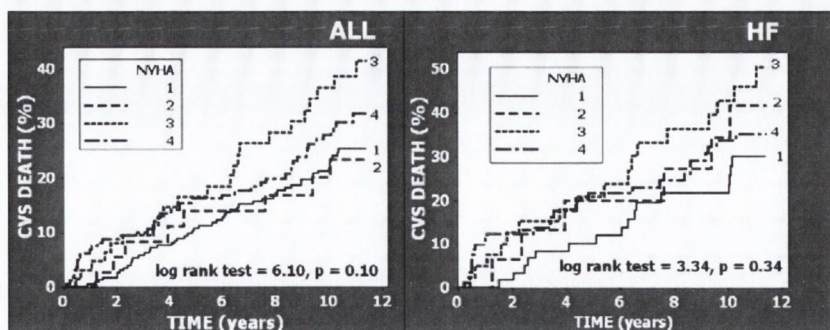 ALL
CVS DEATH (%)
40
30
20
10
0
NYHA
1
2
3
4
3
4
1
2
log rank test = 6.10, p = 0.10
0 2 4 6 8 10 12
TIME (years)
HF
CVS DEATH (%)
50
40
30
20
10
0
NYHA
1
2
3
4
3
2
4
1
log rank test = 3.34, p = 0.34
0 2 4 6 8 10 12
TIME (years)